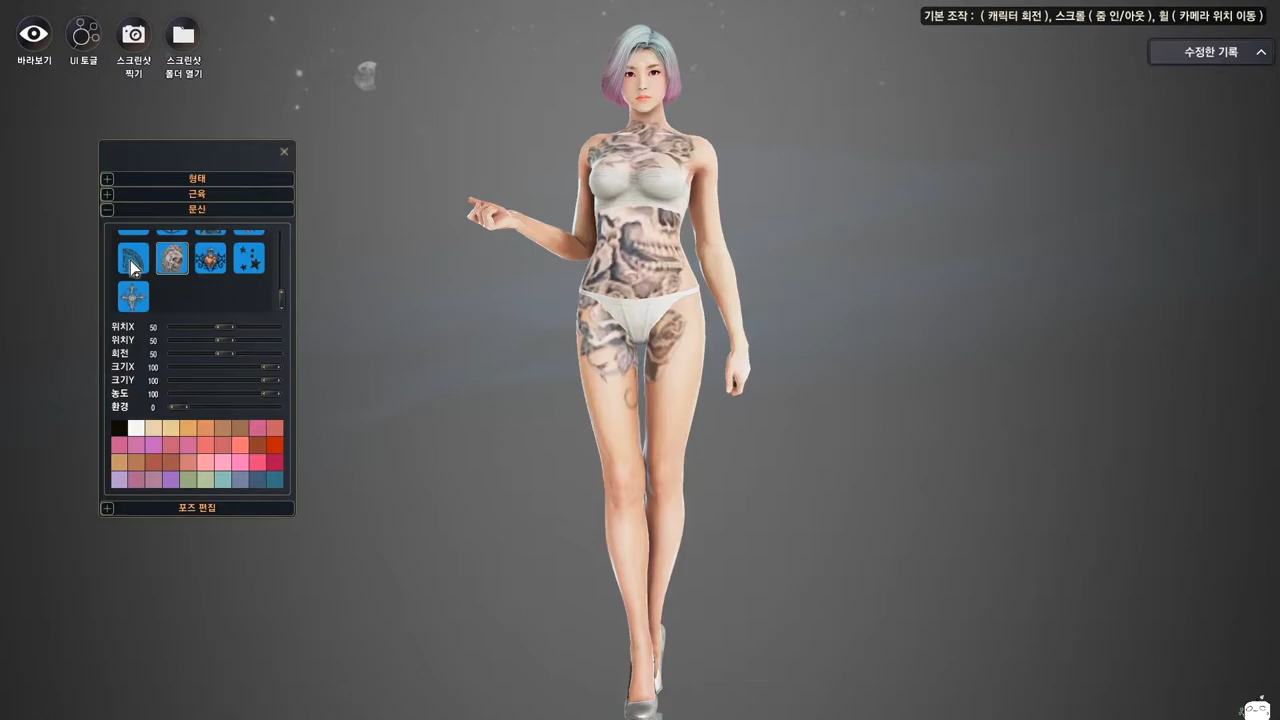 기본 조작 : ( 캐릭터 회전 ), 스크롤 ( 줌 인/아웃 ), 휠 ( 카메라 위치 이동 )
바라보기
UI 토글
스크린샷
찍기
스크린샷
폴더 열기
수정한 기록
형태
근육
문신
위치X 50
위치Y 50
회전 50
크기X 100
크기Y 100
농도 100
환경 0
포즈 편집